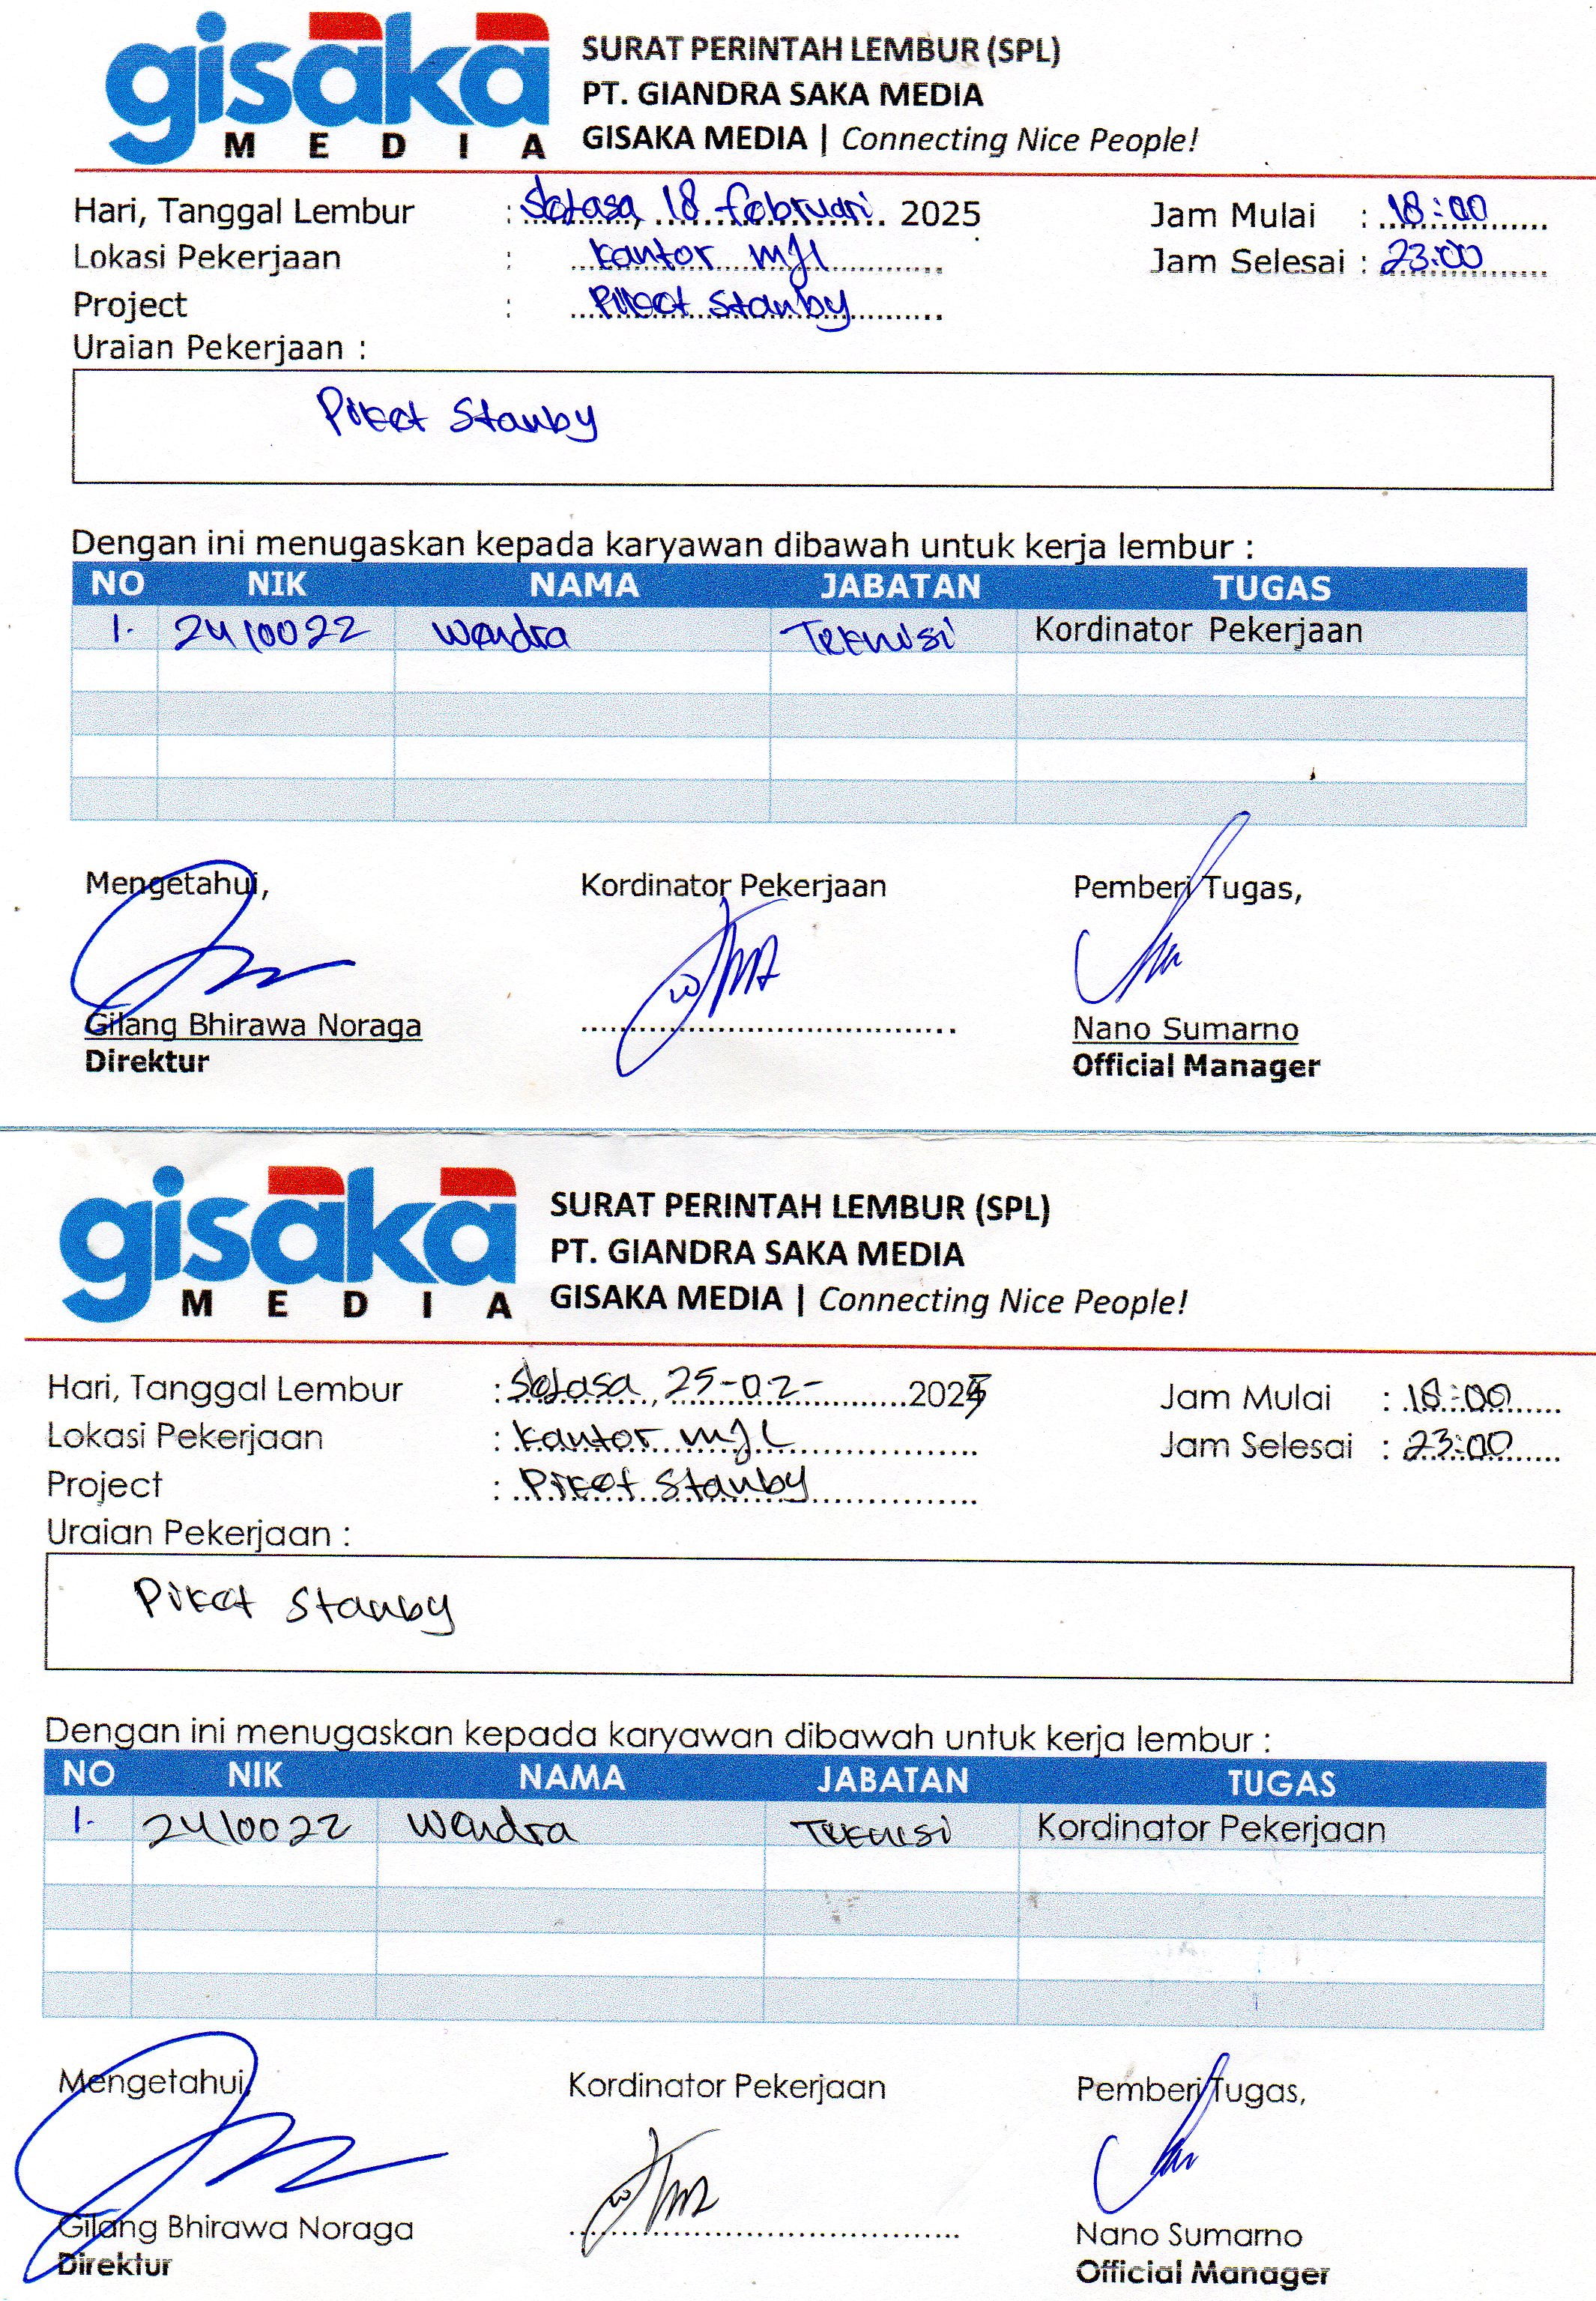 gisaka
MEDIA
SURAT PERINTAH LEMBUR (SPL)
PT. GIANDRA SAKA MEDIA
GISAKA MEDIA | Connecting Nice People!
Hari, Tanggal Lembur : Selasa, 18 februari 2025 Jam Mulai : 18:00
Lokasi Pekerjaan : Kantor MJL Jam Selesai : 23:00
Project : Piket Stanby
Uraian Pekerjaan :
Piket Stanby
Dengan ini menugaskan kepada karyawan dibawah untuk kerja lembur :
NO NIK NAMA JABATAN TUGAS
1. 2410022 Wendra Teknisi Kordinator Pekerjaan
Mengetahui, Kordinator Pekerjaan Pemberi Tugas,
Gilang Bhirawa Noraga Nano Sumarno
Direktur Official Manager
gisaka
MEDIA
SURAT PERINTAH LEMBUR (SPL)
PT. GIANDRA SAKA MEDIA
GISAKA MEDIA | Connecting Nice People!
Hari, Tanggal Lembur : Selasa, 25-02- 2025 Jam Mulai : 18:00
Lokasi Pekerjaan : Kantor MJL Jam Selesai : 23:00
Project : Piket Stanby
Uraian Pekerjaan :
Piket Stanby
Dengan ini menugaskan kepada karyawan dibawah untuk kerja lembur :
NO NIK NAMA JABATAN TUGAS
1. 2410022 Wendra Teknisi Kordinator Pekerjaan
Mengetahui, Kordinator Pekerjaan Pemberi Tugas,
Gilang Bhirawa Noraga Nano Sumarno
Direktur Official Manager